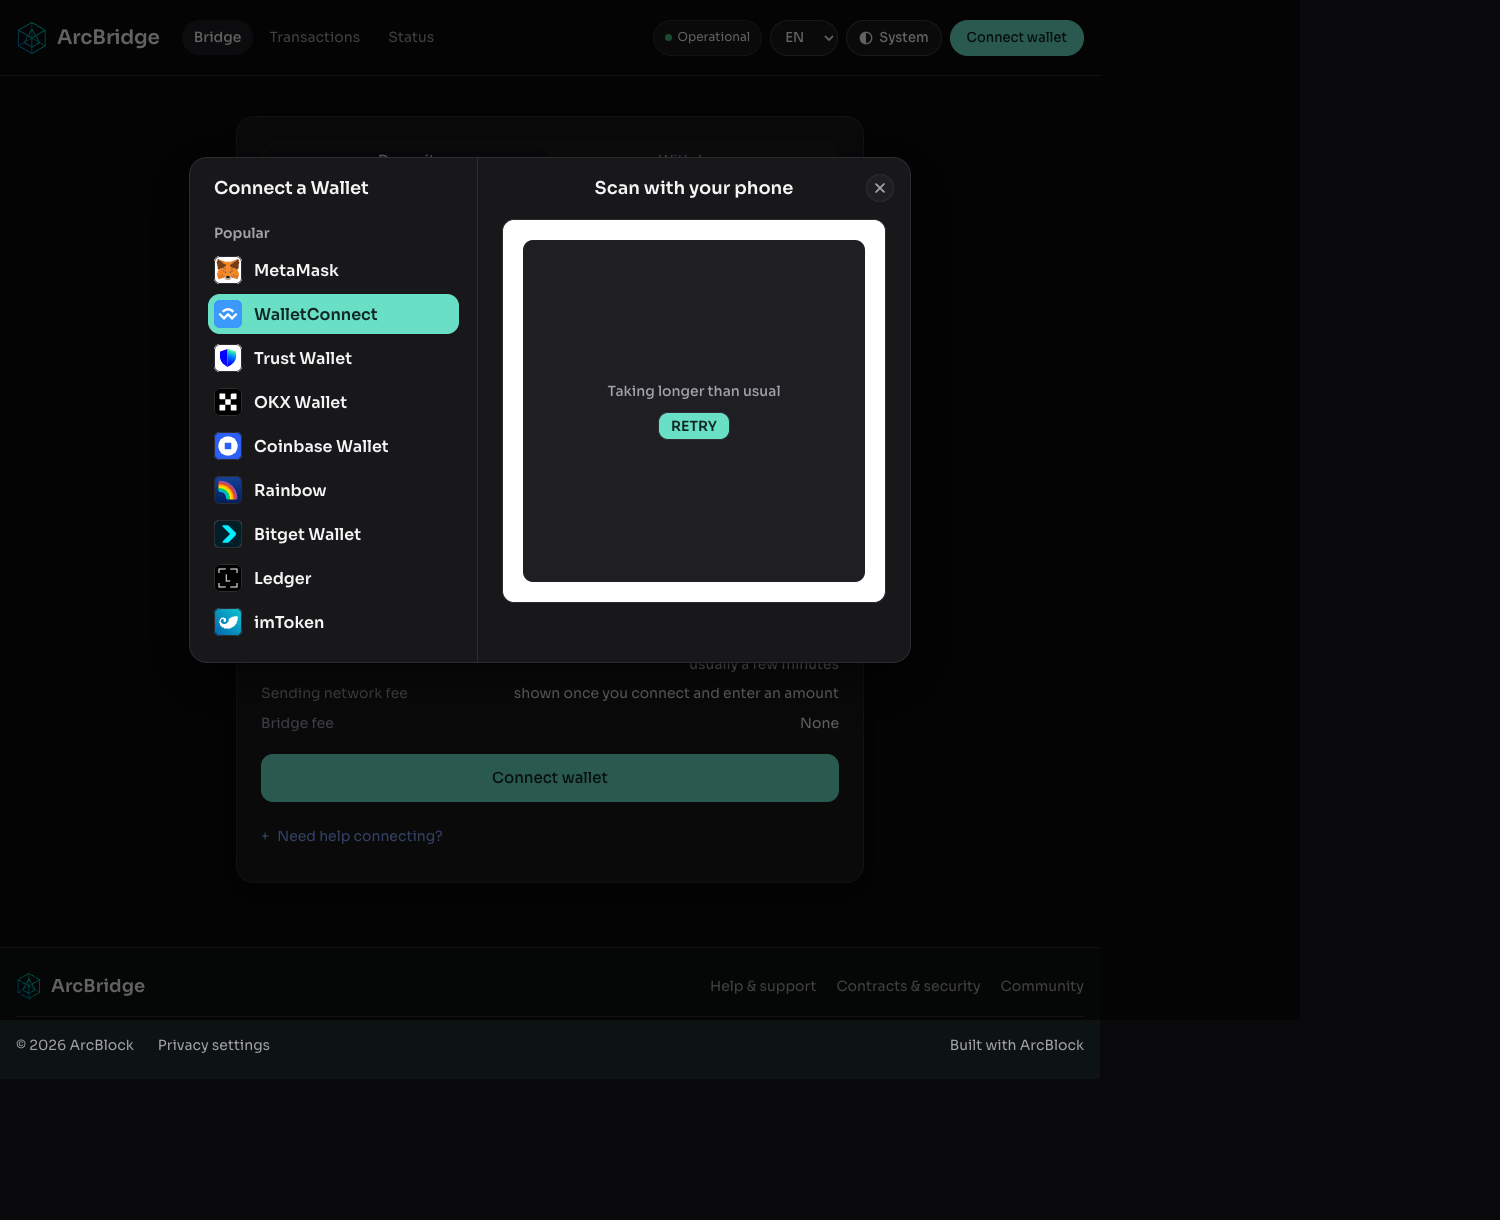 ArcBridge
Bridge
Transactions
Status
Operational
EN
System
Connect wallet
Connect a Wallet
Popular
MetaMask
WalletConnect
Trust Wallet
OKX Wallet
Coinbase Wallet
Rainbow
Bitget Wallet
Ledger
imToken
Scan with your phone
Taking longer than usual
RETRY
usually a few minutes
Sending network fee
shown once you connect and enter an amount
Bridge fee
None
Connect wallet
+ Need help connecting?
ArcBridge
Help & support
Contracts & security
Community
© 2026 ArcBlock
Privacy settings
Built with ArcBlock